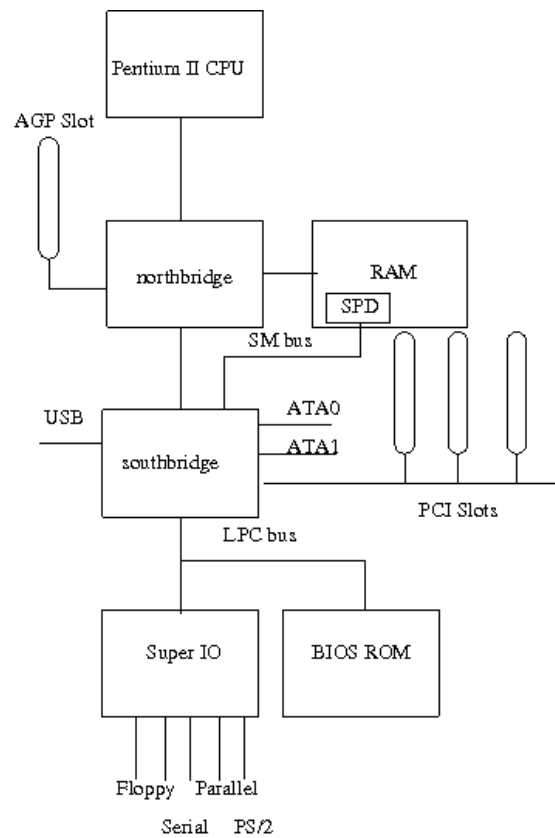 Pentium II CPU
AGP Slot
northbridge
RAM
SPD
SM bus
USB
ATA0
ATA1
southbridge
PCI Slots
LPC bus
Super IO
BIOS ROM
Floppy
Parallel
Serial
PS/2